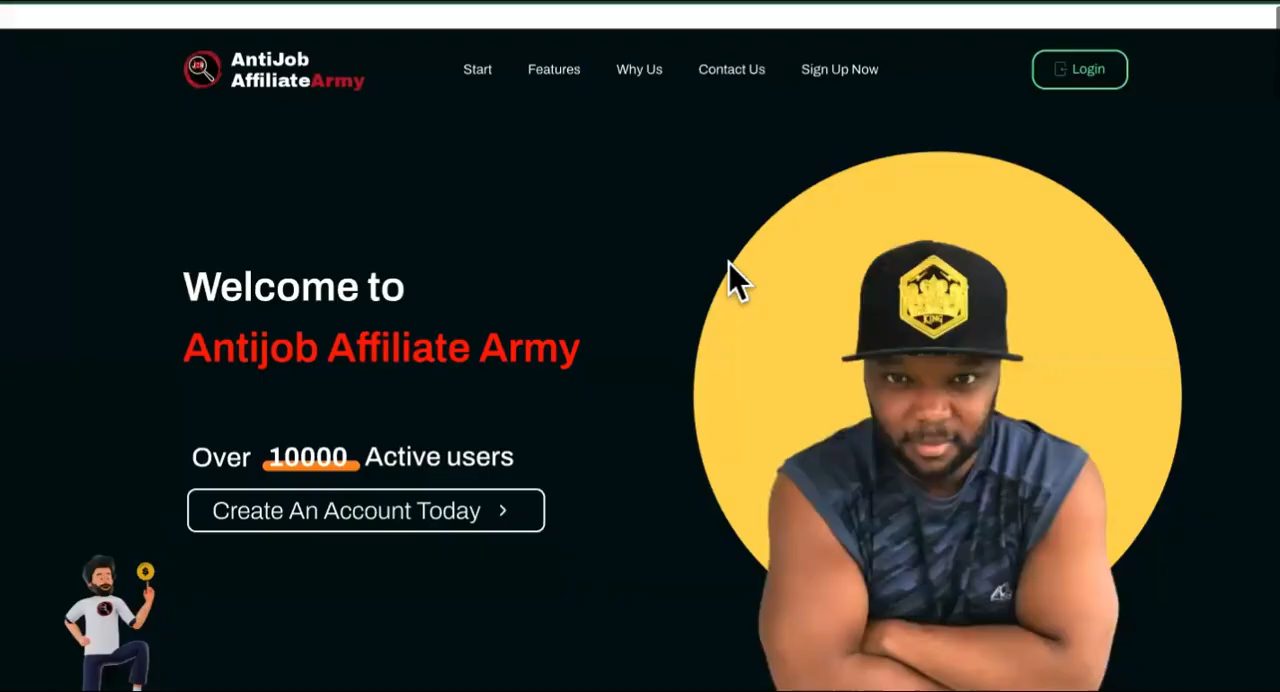 AntiJob
AffiliateArmy
Start
Features
Why Us
Contact Us
Sign Up Now
Login
Welcome to
Antijob Affiliate Army
KING
Over 10000 Active users
Create An Account Today >
$